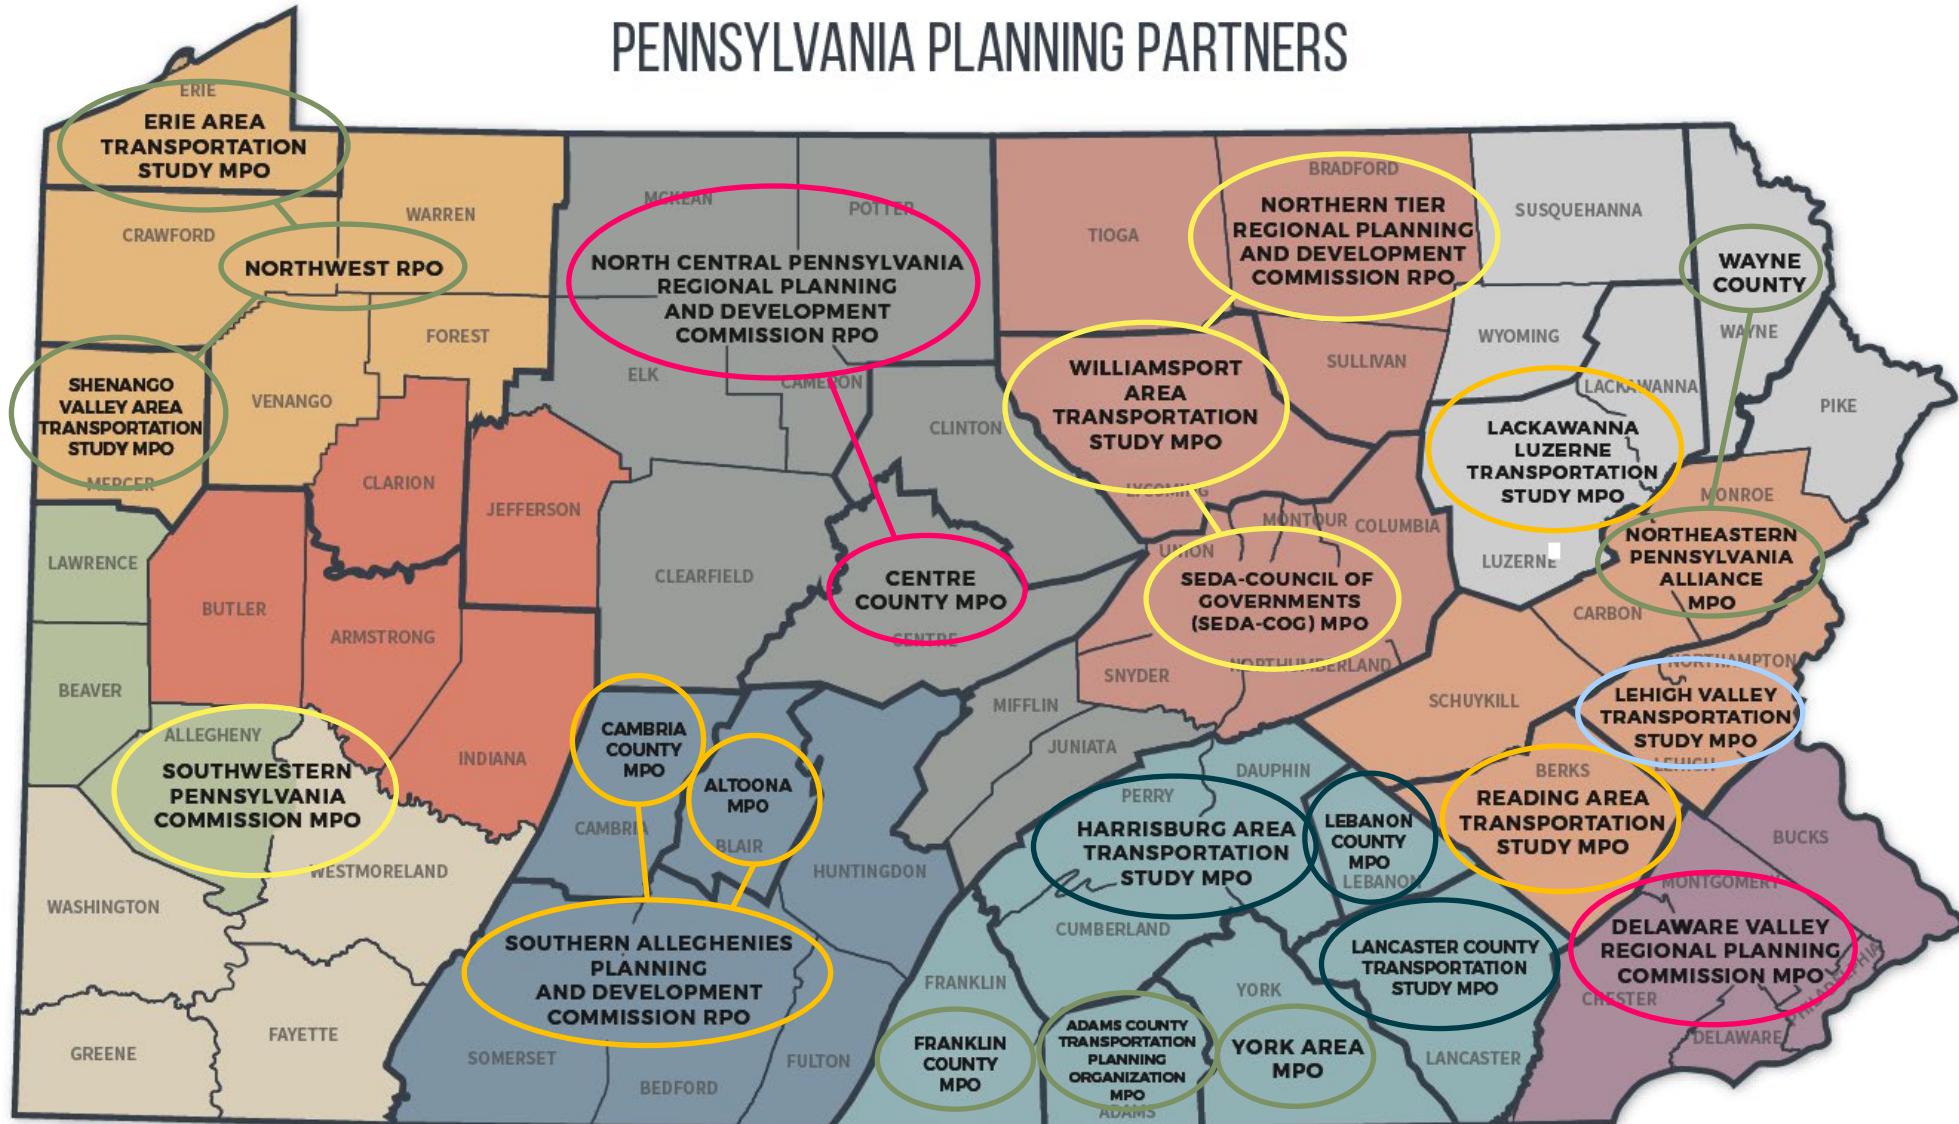 PENNSYLVANIA PLANNING PARTNERS
ERIE
ERIE AREA
TRANSPORTATION
STUDY MPO
CRAWFORD
WARREN
NORTHWEST RPO
FOREST
VENANGO
SHENANGO
VALLEY AREA
TRANSPORTATION
STUDY MPO
MERCER
CLARION
JEFFERSON
LAWRENCE
BUTLER
ARMSTRONG
BEAVER
ALLEGHENY
INDIANA
SOUTHWESTERN
PENNSYLVANIA
COMMISSION MPO
WESTMORELAND
WASHINGTON
FAYETTE
GREENE
MCKEAN
POTTER
NORTH CENTRAL PENNSYLVANIA
REGIONAL PLANNING
AND DEVELOPMENT
COMMISSION RPO
ELK
CAMERON
CLINTON
CLEARFIELD
CENTRE
COUNTY MPO
CENTRE
MIFFLIN
JUNIATA
CAMBRIA
COUNTY
MPO
ALTOONA
MPO
CAMBRIA
BLAIR
HUNTINGDON
SOUTHERN ALLEGHENIES
PLANNING
AND DEVELOPMENT
COMMISSION RPO
SOMERSET
BEDFORD
FULTON
TIOGA
BRADFORD
NORTHERN TIER
REGIONAL PLANNING
AND DEVELOPMENT
COMMISSION RPO
SUSQUEHANNA
WYOMING
SULLIVAN
WILLIAMSPORT
AREA
TRANSPORTATION
STUDY MPO
LYCOMING
MONTOUR
COLUMBIA
UNION
SEDA-COUNCIL OF
GOVERNMENTS
(SEDA-COG) MPO
SNYDER
NORTHUMBERLAND
WAYNE
COUNTY
WAYNE
LACKAWANNA
PIKE
LACKAWANNA
LUZERNE
TRANSPORTATION
STUDY MPO
LUZERNE
MONROE
NORTHEASTERN
PENNSYLVANIA
ALLIANCE
MPO
CARBON
SCHUYKILL
NORTHAMPTON
LEHIGH VALLEY
TRANSPORTATION
STUDY MPO
LEHIGH
BERKS
READING AREA
TRANSPORTATION
STUDY MPO
DAUPHIN
PERRY
HARRISBURG AREA
TRANSPORTATION
STUDY MPO
LEBANON
COUNTY
MPO
LEBANON
CUMBERLAND
LANCASTER COUNTY
TRANSPORTATION
STUDY MPO
FRANKLIN
YORK
FRANKLIN
COUNTY
MPO
ADAMS COUNTY
TRANSPORTATION
PLANNING
ORGANIZATION
MPO
ADAMS
YORK AREA
MPO
LANCASTER
BUCKS
MONTGOMERY
DELAWARE VALLEY
REGIONAL PLANNING
COMMISSION MPO
CHESTER
PHILADELPHIA
DELAWARE